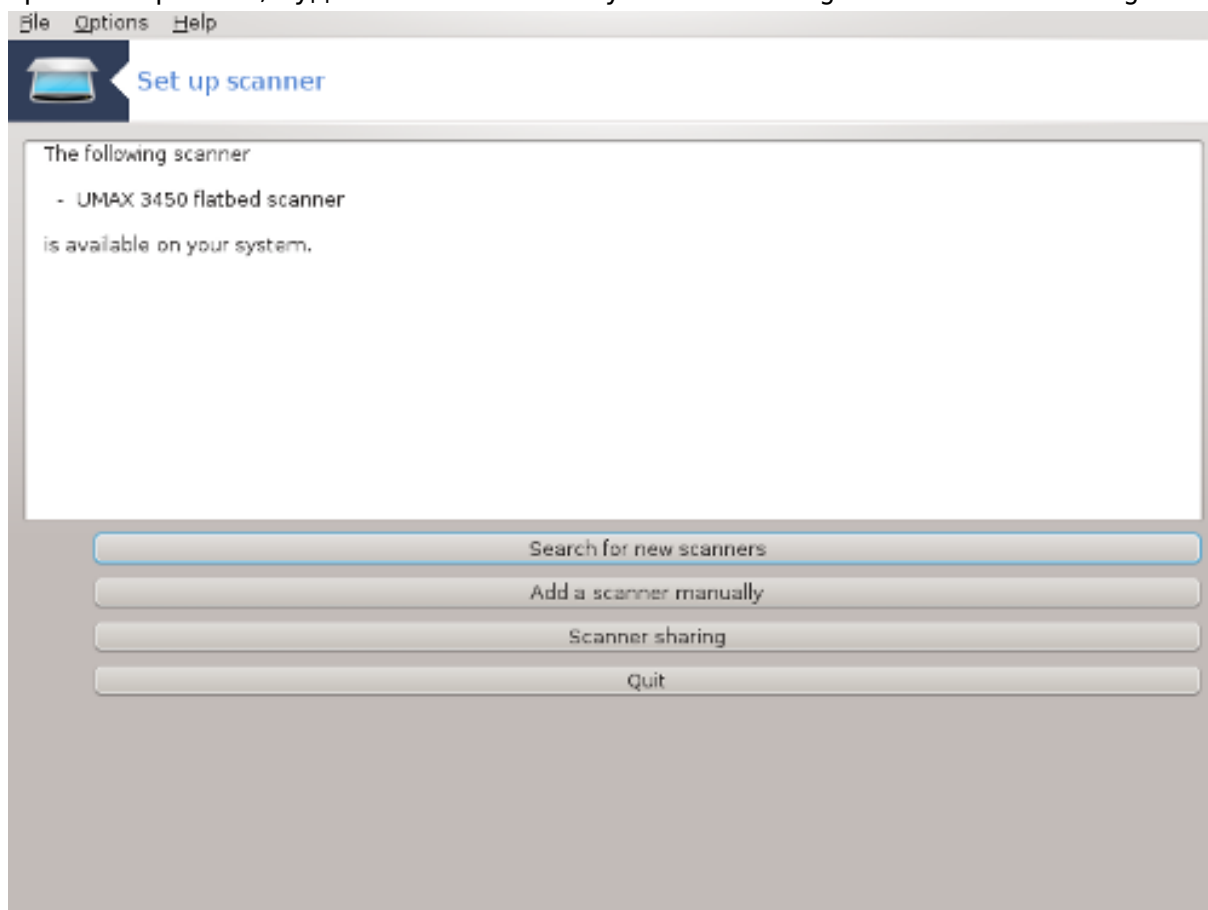 File Options Help
Set up scanner
The following scanner
- UMAX 3450 flatbed scanner
is available on your system.
Search for new scanners
Add a scanner manually
Scanner sharing
Quit